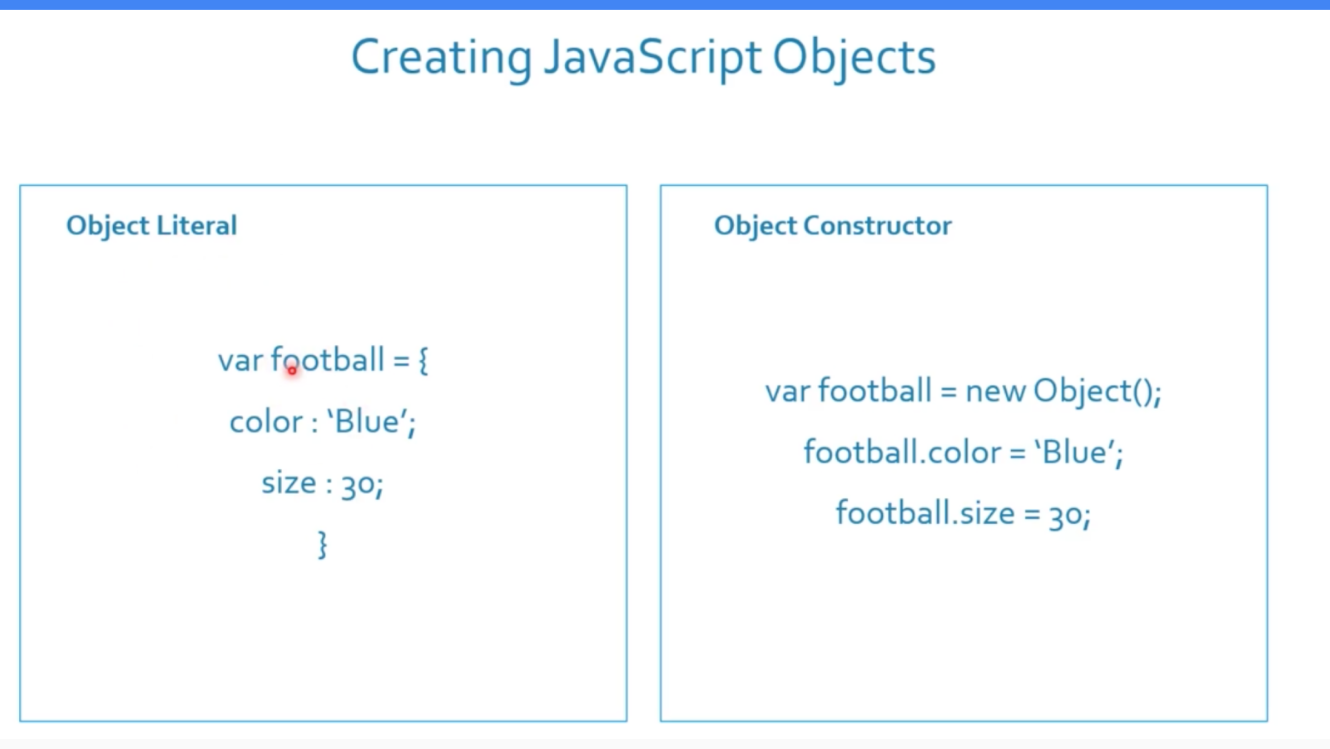 Creating JavaScript Objects
Object Literal
var football = {
color : ‘Blue’;
size : 30;
}
Object Constructor
var football = new Object();
football.color = ‘Blue’;
football.size = 30;